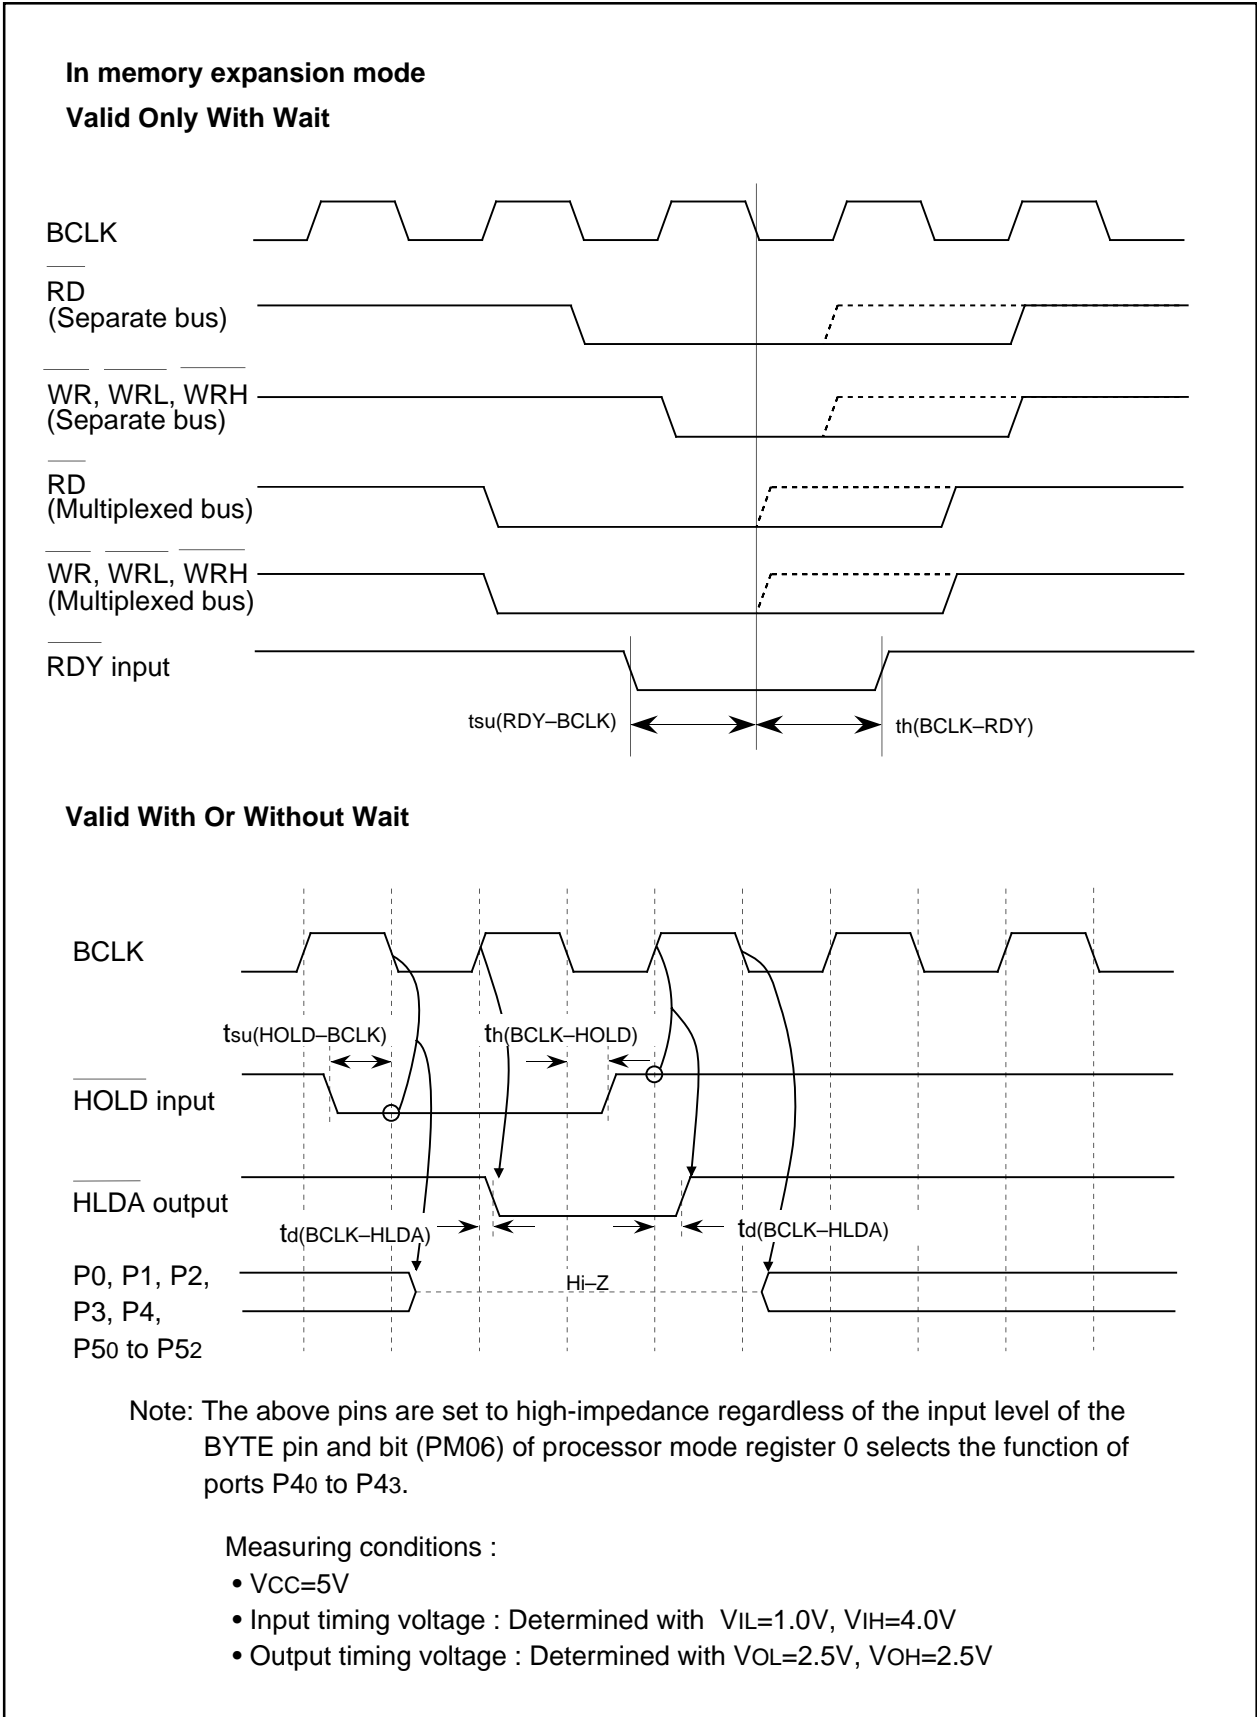 In memory expansion mode
Valid Only With Wait
BCLK
RD
(Separate bus)
WR, WRL, WRH
(Separate bus)
RD
(Multiplexed bus)
WR, WRL, WRH
(Multiplexed bus)
RDY input
tsu(RDY–BCLK)
th(BCLK–RDY)
Valid With Or Without Wait
BCLK
tsu(HOLD–BCLK)
th(BCLK–HOLD)
HOLD input
HLDA output
td(BCLK–HLDA)
td(BCLK–HLDA)
P0, P1, P2,
P3, P4,
P50 to P52
Hi–Z
Note: The above pins are set to high-impedance regardless of the input level of the
BYTE pin and bit (PM06) of processor mode register 0 selects the function of
ports P40 to P43.
Measuring conditions :
• VCC=5V
• Input timing voltage : Determined with VIL=1.0V, VIH=4.0V
• Output timing voltage : Determined with VOL=2.5V, VOH=2.5V